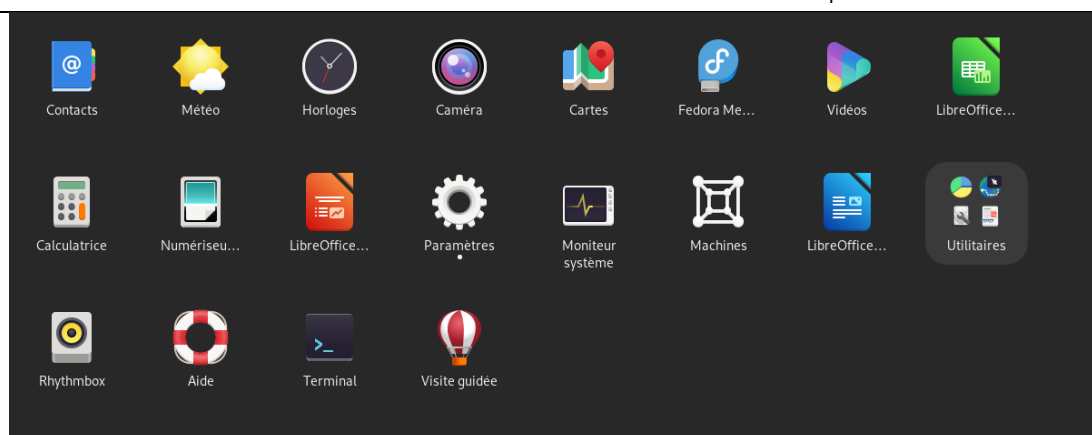 Contacts
Météo
Horloges
Caméra
Cartes
Fedora Me...
Vidéos
LibreOffice...
Calculatrice
Numériseu...
LibreOffice...
Paramètres
Moniteur
système
Machines
LibreOffice...
Utilitaires
Rhythmbox
Aide
Terminal
Visite guidée